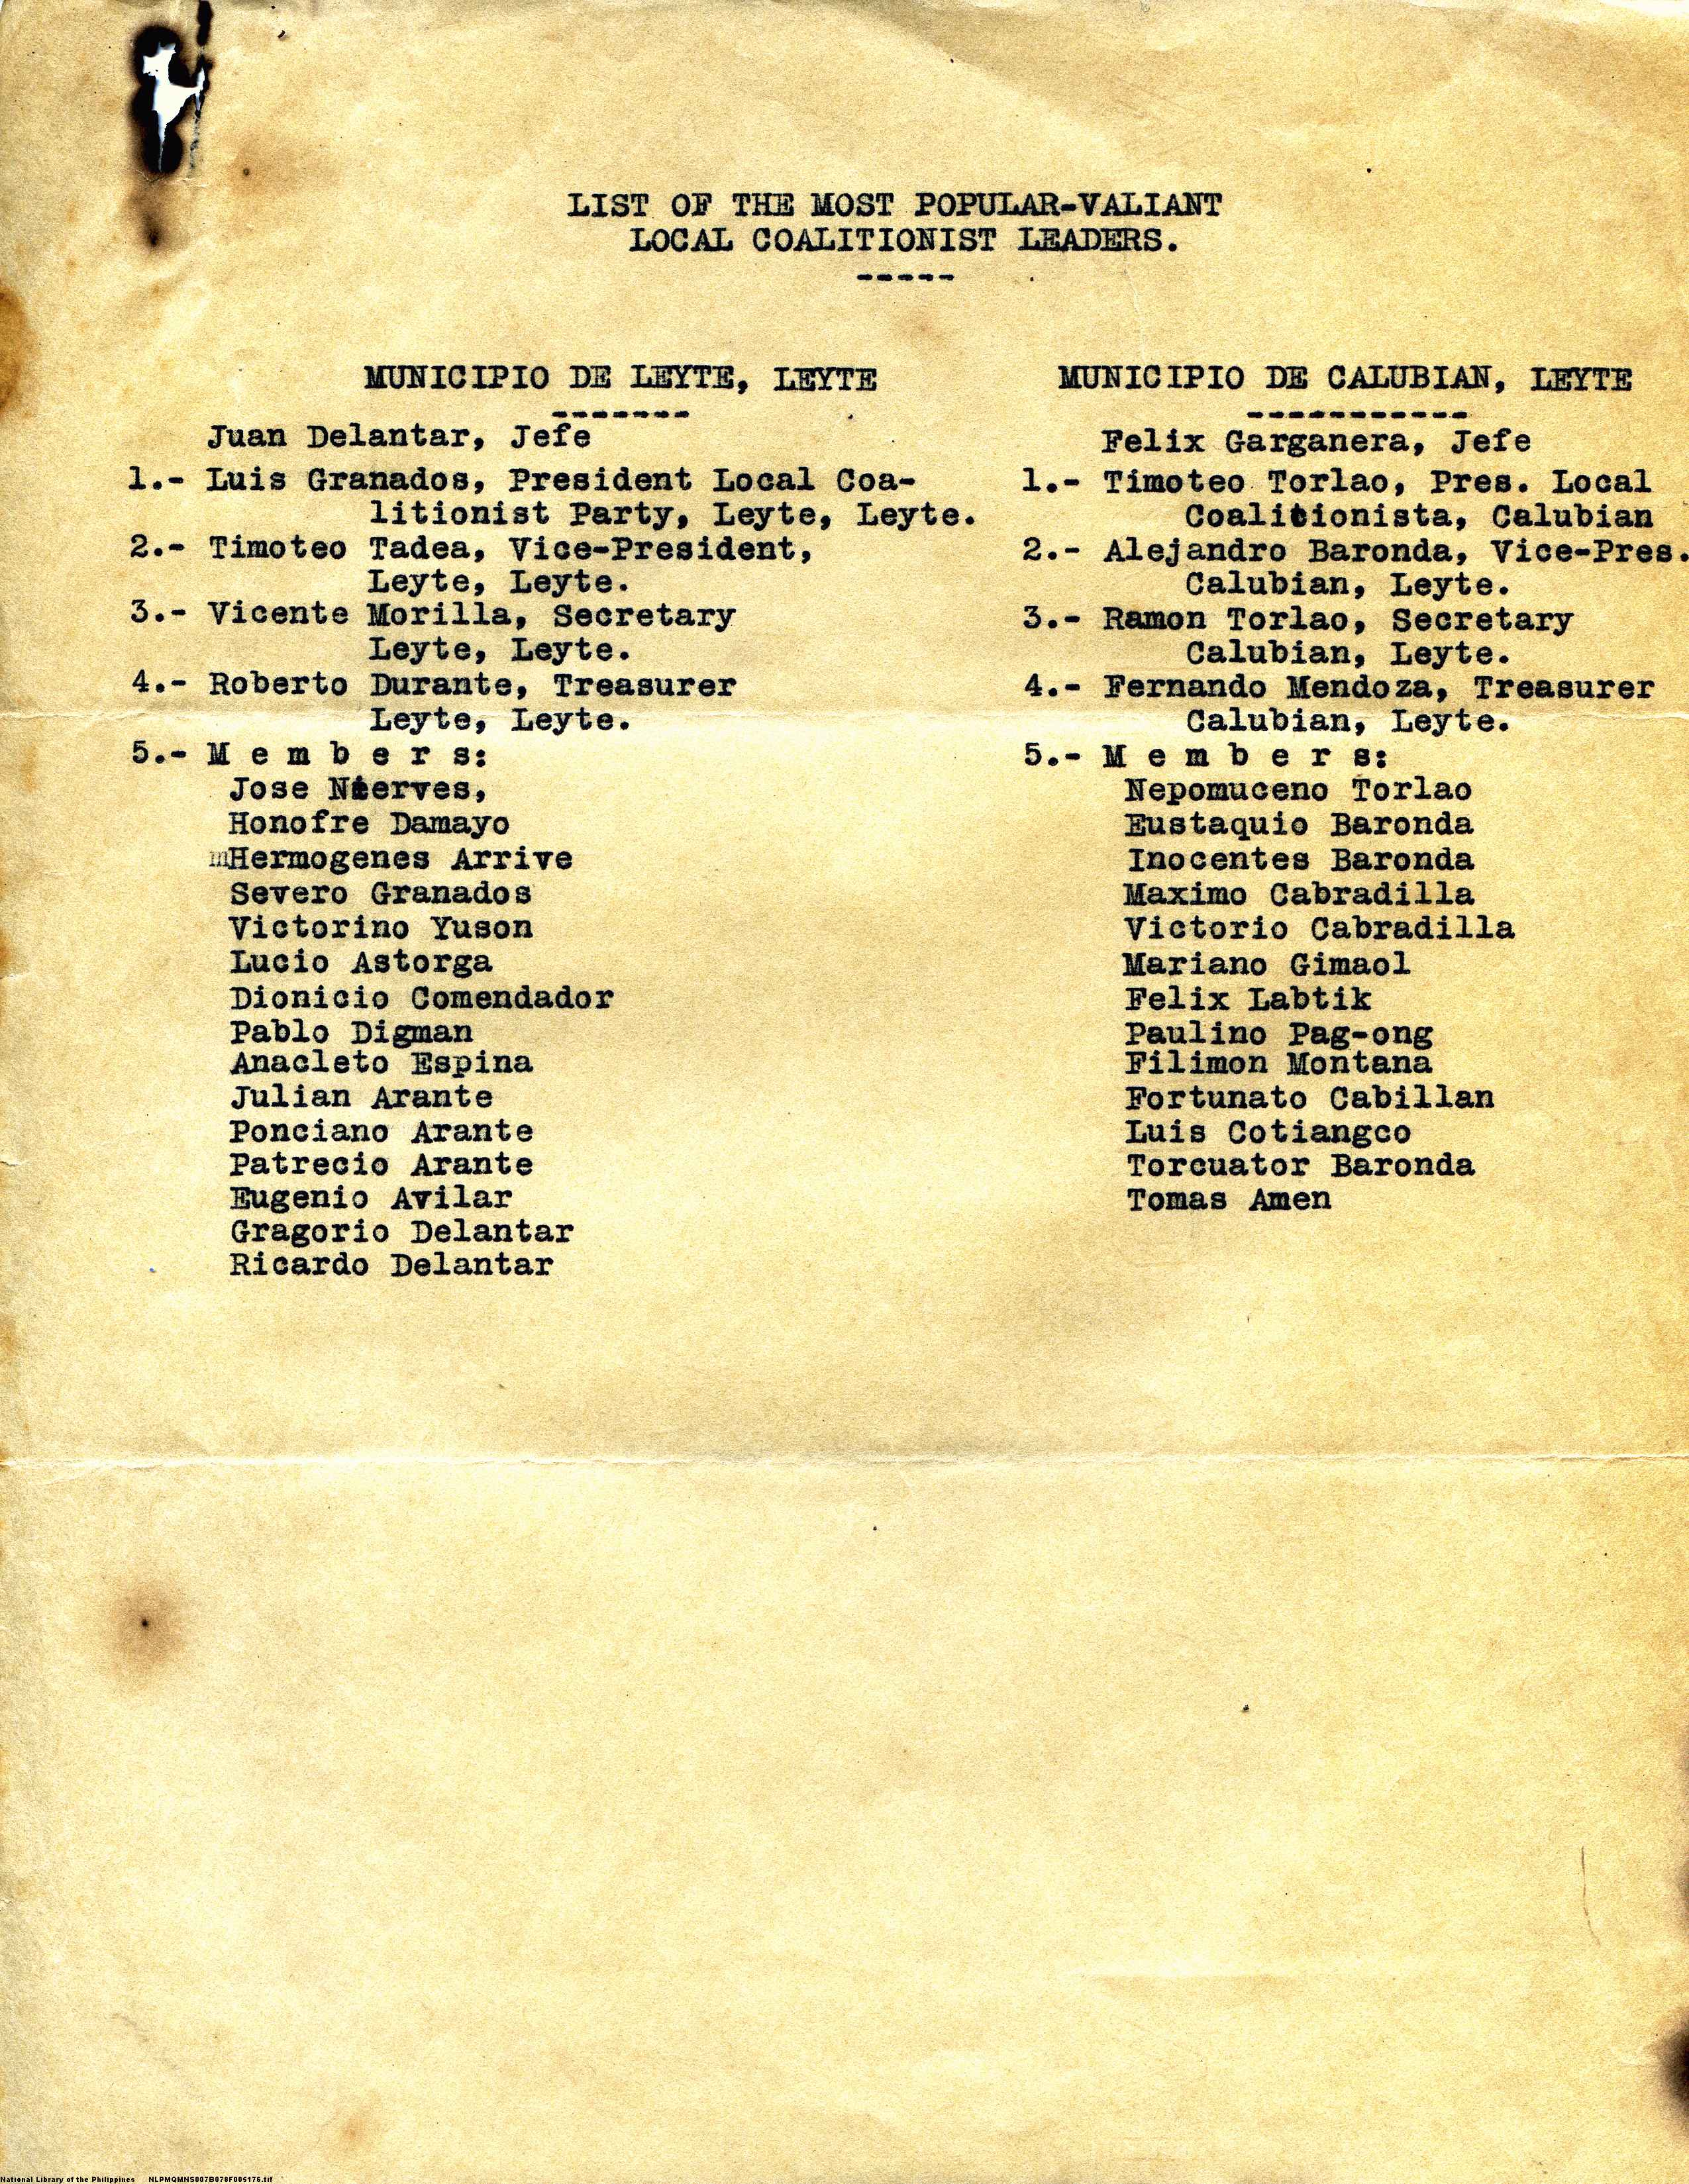 LIST OF THE MOST POPULAR-VALIANT
LOCAL COALITIONIST LEADERS.
-----
MUNICIPIO DE LEYTE, LEYTE
-------
Juan Delantar, Jefe
1.- Luis Granados, President Local Coa-
litionist Party, Leyte, Leyte.
2.- Timoteo Tadea, Vice-President,
Leyte, Leyte.
3.- Vicente Morilla, Secretary
Leyte, Leyte.
4.- Roberto Durante, Treasurer
Leyte, Leyte.
5.- M e m b e r s:
Jose
Honofre Damayo
Hermogenes Arrive
Severo Granados
Victorino Yuson
Lucio Astorga
Dionicio Comendador
Pablo Digman
Anacleto Espina
Julian Arante
Ponciano Arante
Patrecio Arante
Eugenio Avilar
Gragorio Delantar
Ricardo Delantar
MUNICIPIO DE CALUBIAN, LEYTE
-----------
Felix Garganera, Jefe
1.- Timoteo Torlao, Pres. Local
Coalitionista, Calubian
2.- Alejandro Baronda, Vice-Pres.
Calubian, Leyte.
3.- Ramon Torlao, Secretary
Calubian, Leyte.
4.- Fernando Mendoza, Treasurer
Calubian, Leyte.
5.- M e m b e r s:
Nepomuceno Torlao
Eustaquio Baronda
Inocentes Baronda
Maximo Cabradilla
Victorio Cabradilla
Mariano Gimaol
Felix Labtik
Paulino Pag-ong
Filimon Montana
Fortunato Cabillan
Luis Cotiangco
Torcuator Baronda
Tomas Amen
National Library of the Philippines NLPMQMNS007B078F005176.tif